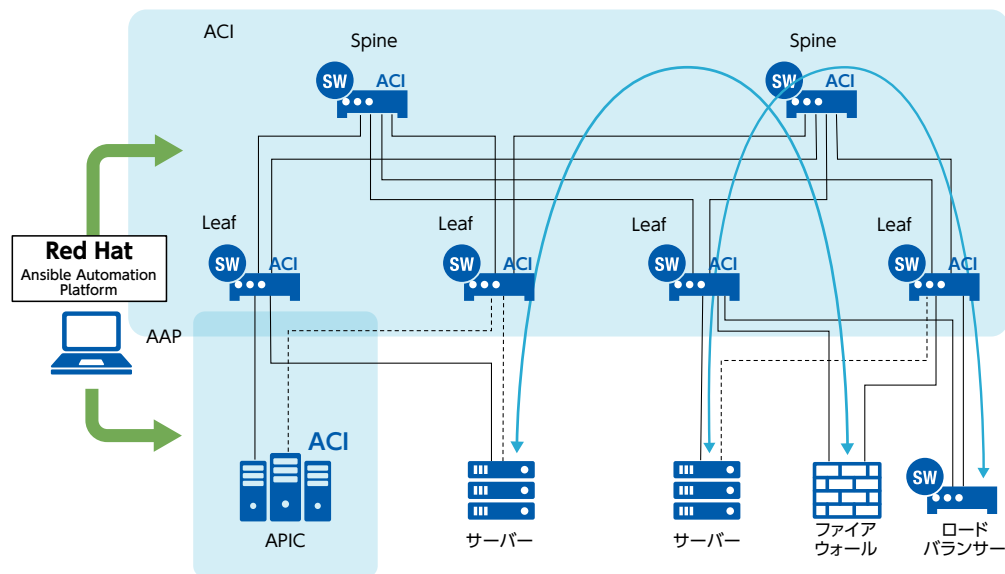 ACI
Spine
Spine
SW
ACI
SW
ACI
Leaf
Leaf
Leaf
Leaf
Red Hat
Ansible Automation
Platform
SW
ACI
SW
ACI
SW
ACI
SW
ACI
AAP
ACI
SW
APIC
サーバー
サーバー
ファイア
ウォール
ロード
バランサー